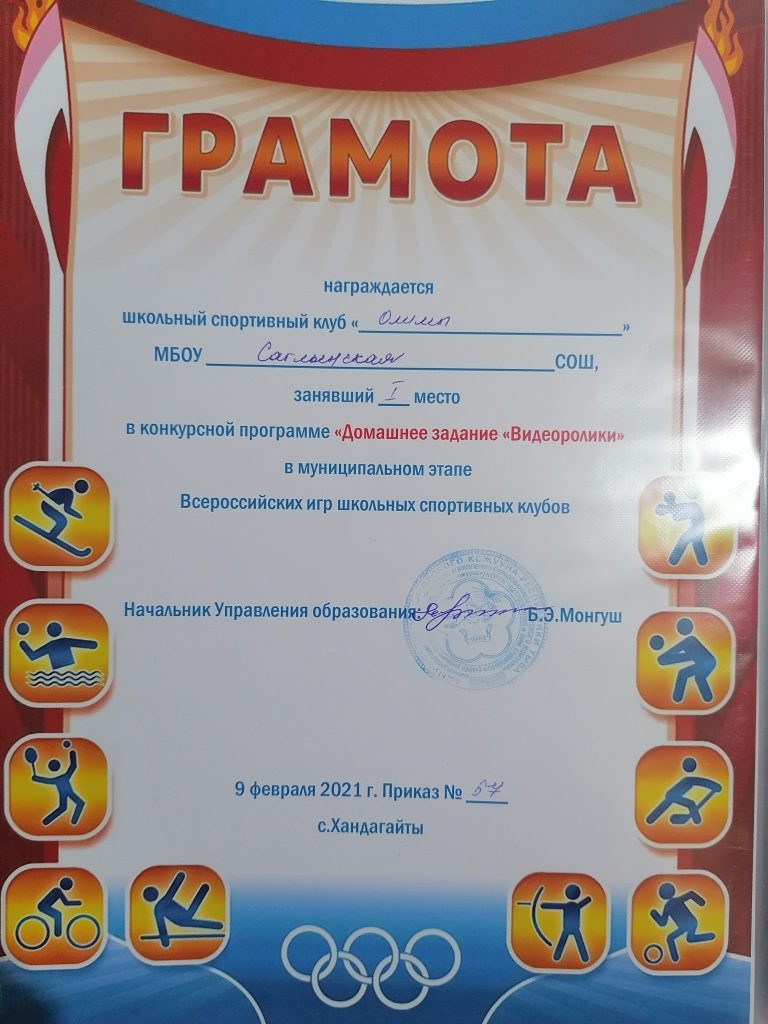 ГРАМОТА
награждается
школьный спортивный клуб «Олимп»
МБОУ Саглынская СОШ,
занявший I место
в конкурсной программе «Домашнее задание «Видеоролики»
в муниципальном этапе
Всероссийских игр школьных спортивных клубов
Начальник Управления образования: Б.Э.Монгуш
9 февраля 2021 г. Приказ № 57
с.Хандагайты